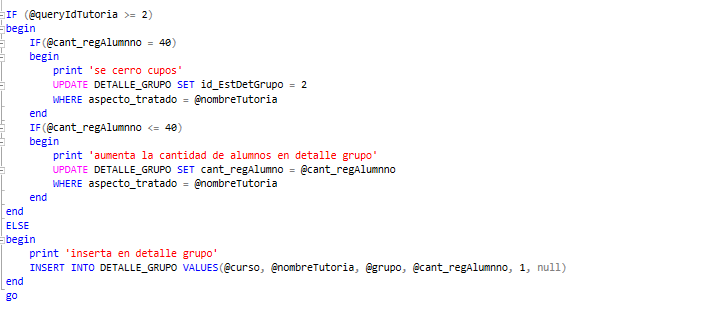 IF (@queryIdTutoria >= 2)
begin
    IF(@cant_regAlumnno = 40)
    begin
        print 'se cerro cupos'
        UPDATE DETALLE_GRUPO SET id_EstDetGrupo = 2
        WHERE aspecto_tratado = @nombreTutoria
    end
    IF(@cant_regAlumnno <= 40)
    begin
        print 'aumenta la cantidad de alumnos en detalle grupo'
        UPDATE DETALLE_GRUPO SET cant_regAlumno = @cant_regAlumnno
        WHERE aspecto_tratado = @nombreTutoria
    end
end
ELSE
begin
    print 'inserta en detalle grupo'
    INSERT INTO DETALLE_GRUPO VALUES(@curso, @nombreTutoria, @grupo, @cant_regAlumnno, 1, null)
end
go